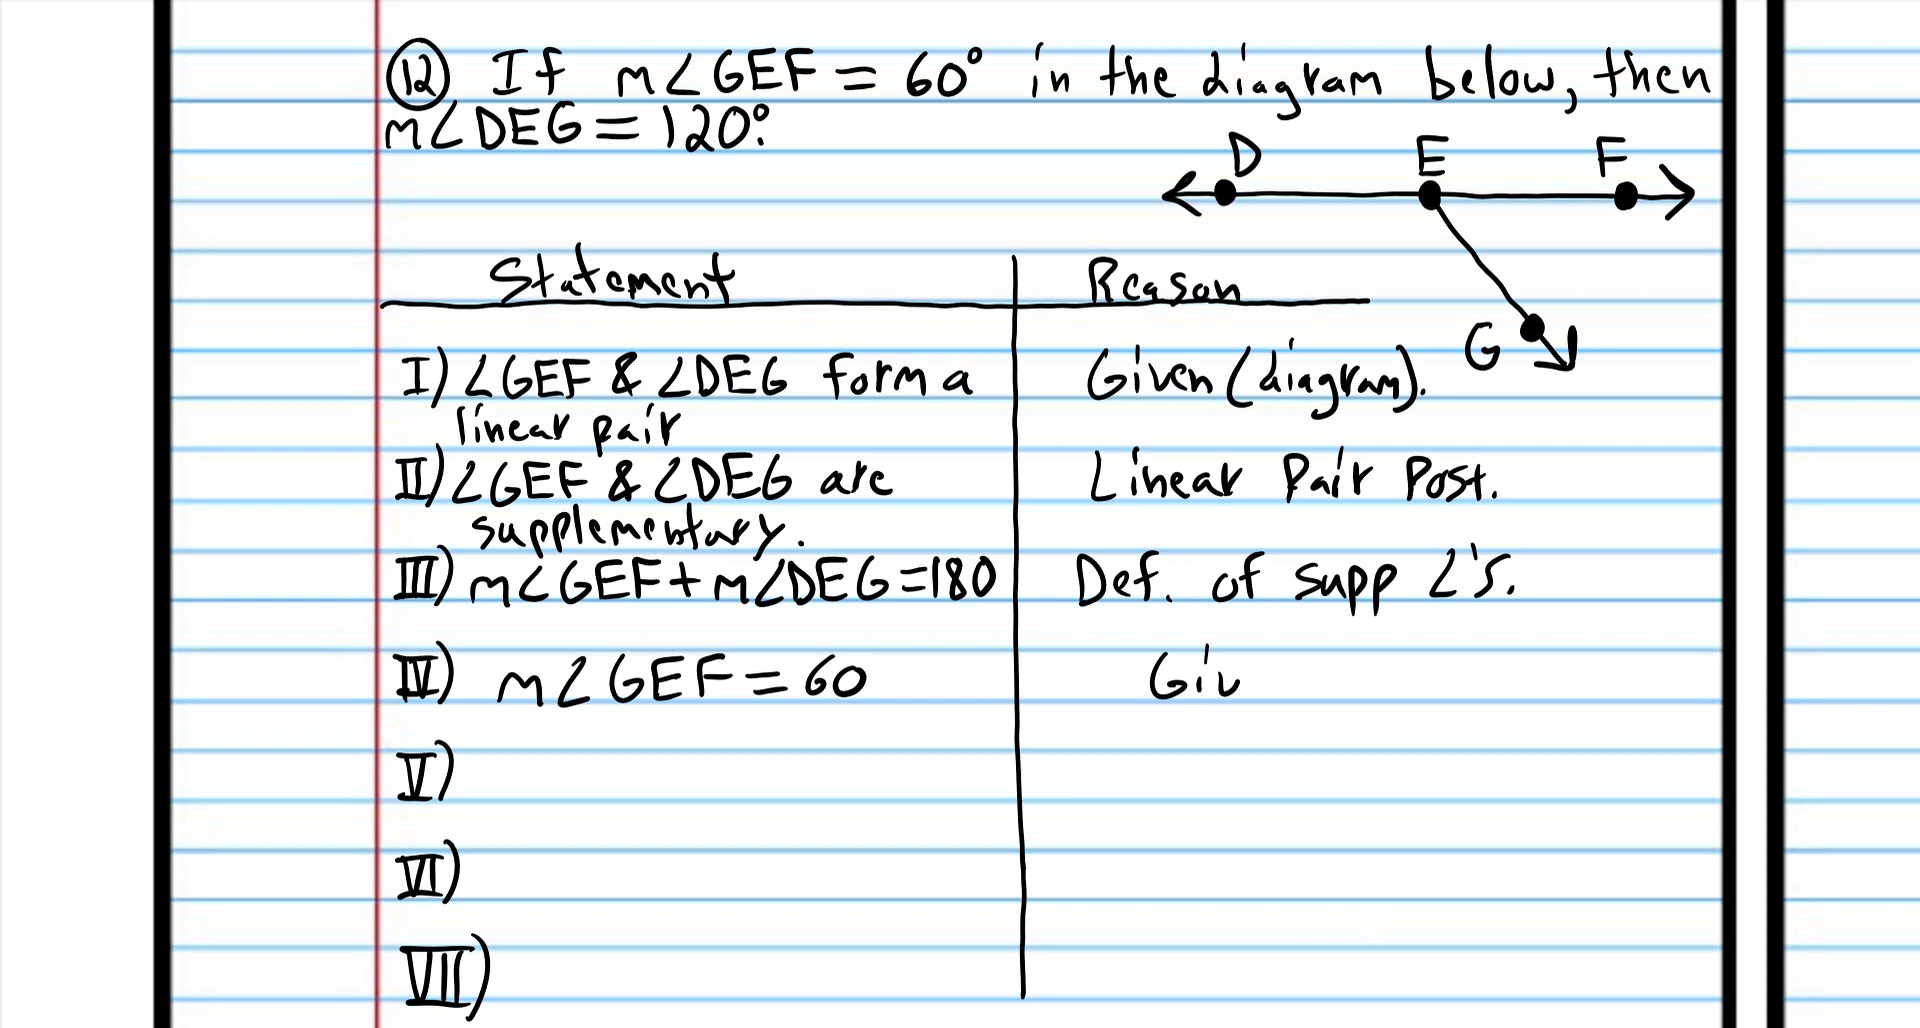 ⑫ If m∠GEF = 60° in the diagram below, then
m∠DEG = 120°.
D E F
Statement Reason
G
I) ∠GEF & ∠DEG form a Given (diagram).
linear pair
II) ∠GEF & ∠DEG are Linear Pair Post.
supplementary.
III) m∠GEF + m∠DEG = 180 Def. of supp ∠'s.
IV) m∠GEF = 60 Giv
V)
VI)
VII)